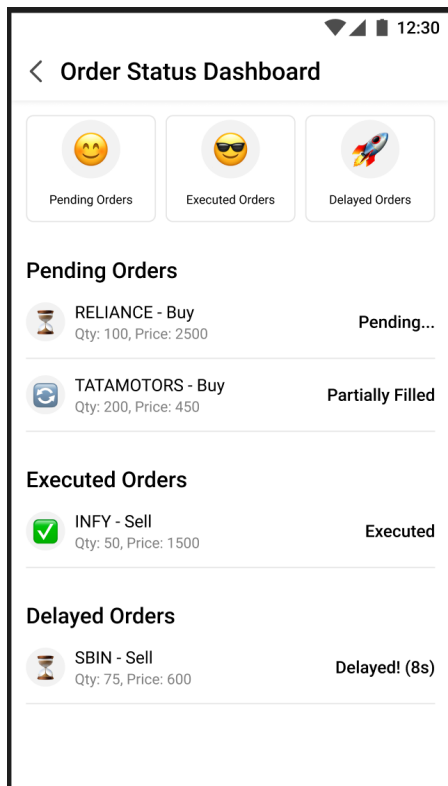 12:30
Order Status Dashboard
Pending Orders
Executed Orders
Delayed Orders
Pending Orders
RELIANCE - Buy
Qty: 100, Price: 2500
Pending...
TATAMOTORS - Buy
Qty: 200, Price: 450
Partially Filled
Executed Orders
INFY - Sell
Qty: 50, Price: 1500
Executed
Delayed Orders
SBIN - Sell
Qty: 75, Price: 600
Delayed! (8s)